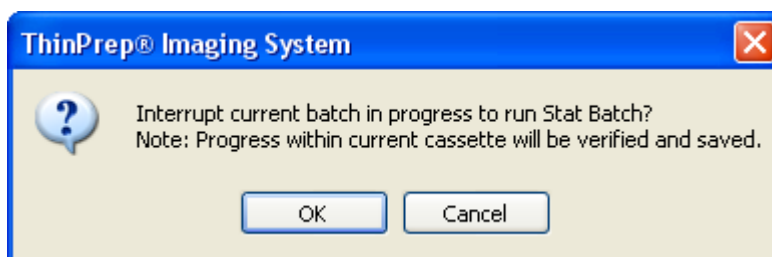 ThinPrep® Imaging System
Interrupt current batch in progress to run Stat Batch?
Note: Progress within current cassette will be verified and saved.
OK Cancel